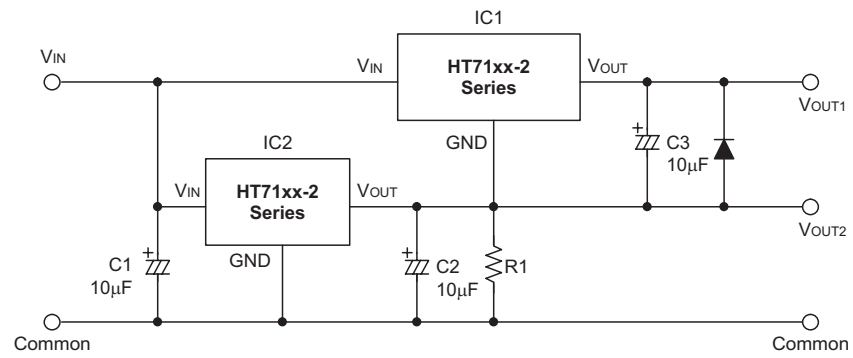 IC1
VIN
VIN
HT71xx-2
Series
VOUT
VOUT1
GND
C3
10µF
IC2
VIN
HT71xx-2
Series
VOUT
VOUT2
GND
C1
10µF
C2
10µF
R1
Common
Common